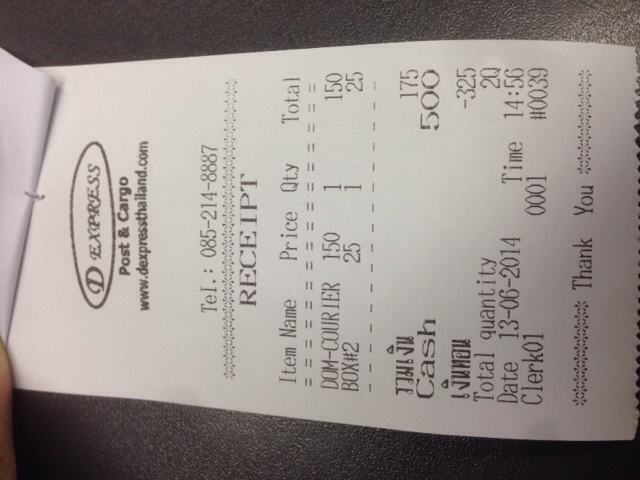 D EXPRESS
Post & Cargo
www.dexpressthailand.com
Tel.: 085-214-8887
RECEIPT
Item Name Price Qty Total
DOM-COURIER 150 1 150
BOX#2 25 1 25
รวมเงิน 175
Cash 500
เงินทอน -325
Total quantity 2Q
Date 13-06-2014 Time 14:56
Clerk01 0001 #0039
Thank You